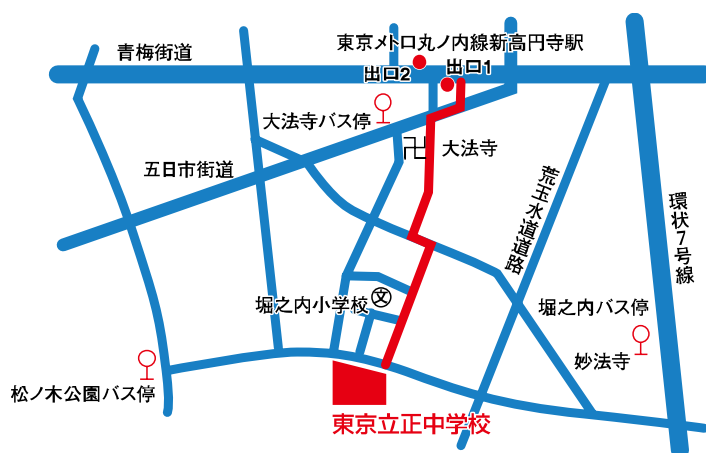 青梅街道
東京メトロ丸ノ内線新高円寺駅
出口2
出口1
大法寺バス停
卍
大法寺
五日市街道
荒玉水道道路
環状7号線
文
堀之内小学校
堀之内バス停
妙法寺
松ノ木公園バス停
東京立正中学校